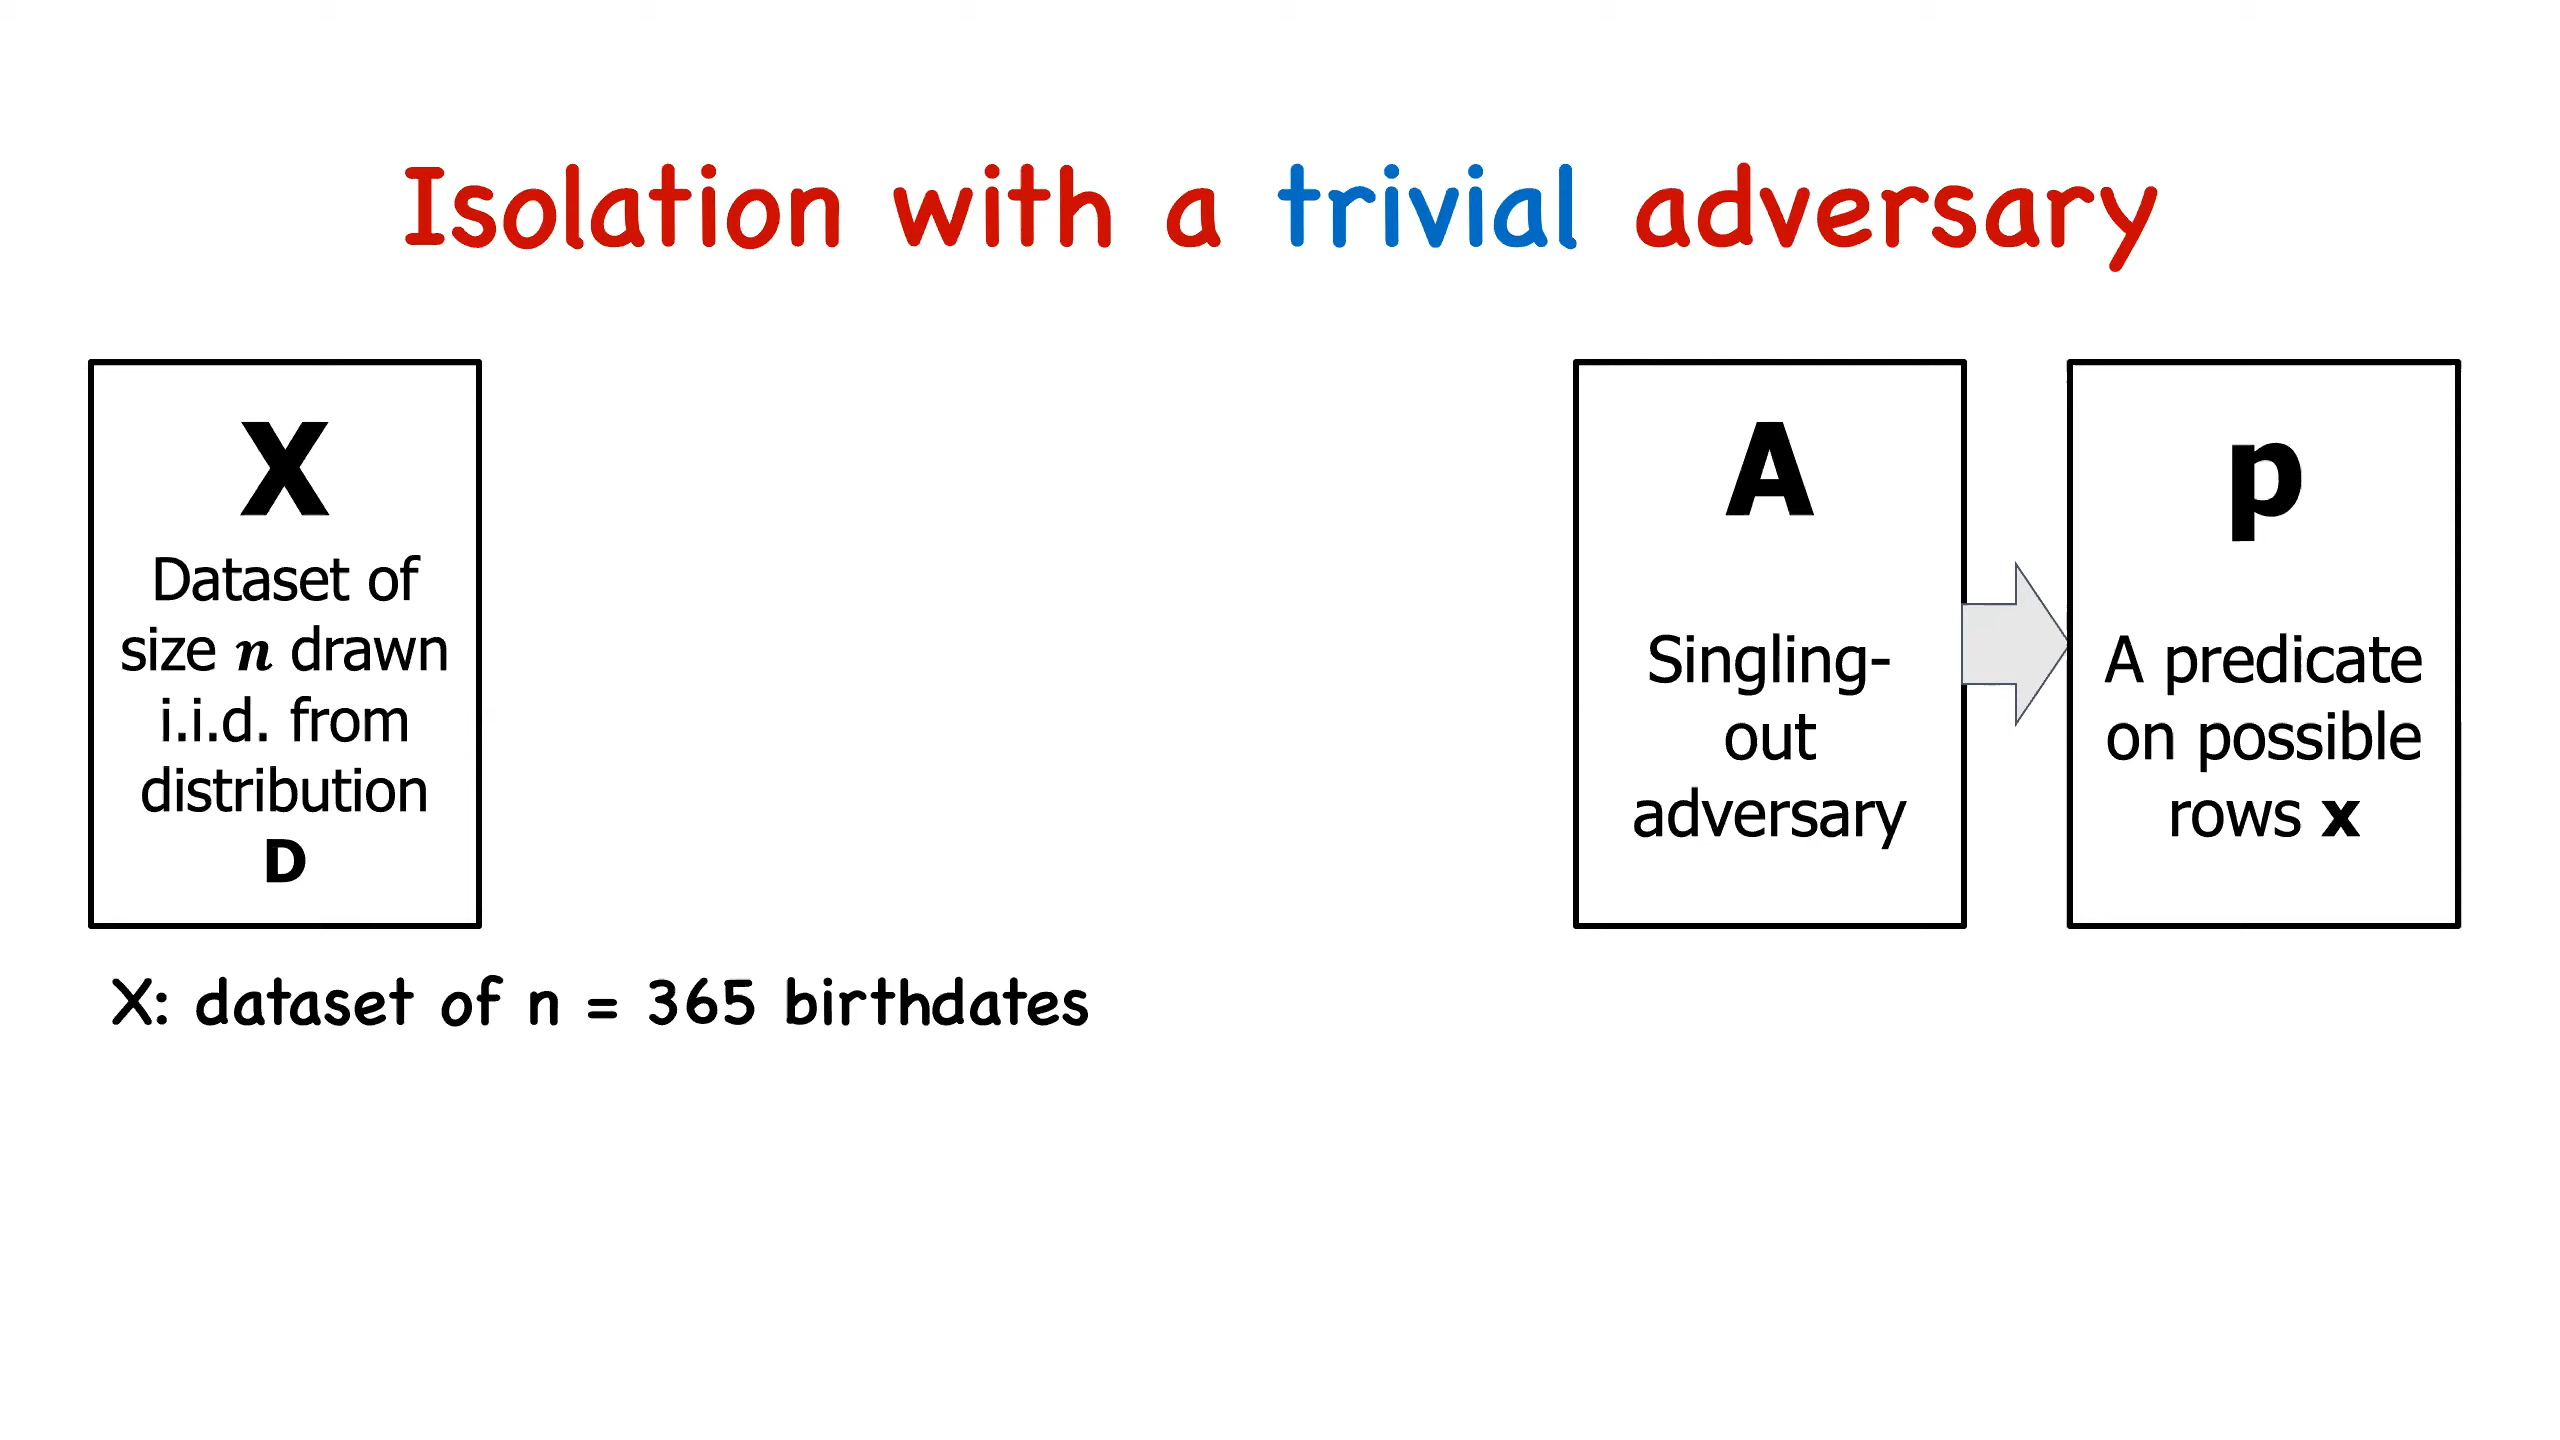 Isolation with a trivial adversary
X
Dataset of
size n drawn
i.i.d. from
distribution
D
A
Singling-
out
adversary
p
A predicate
on possible
rows x
X: dataset of n = 365 birthdates